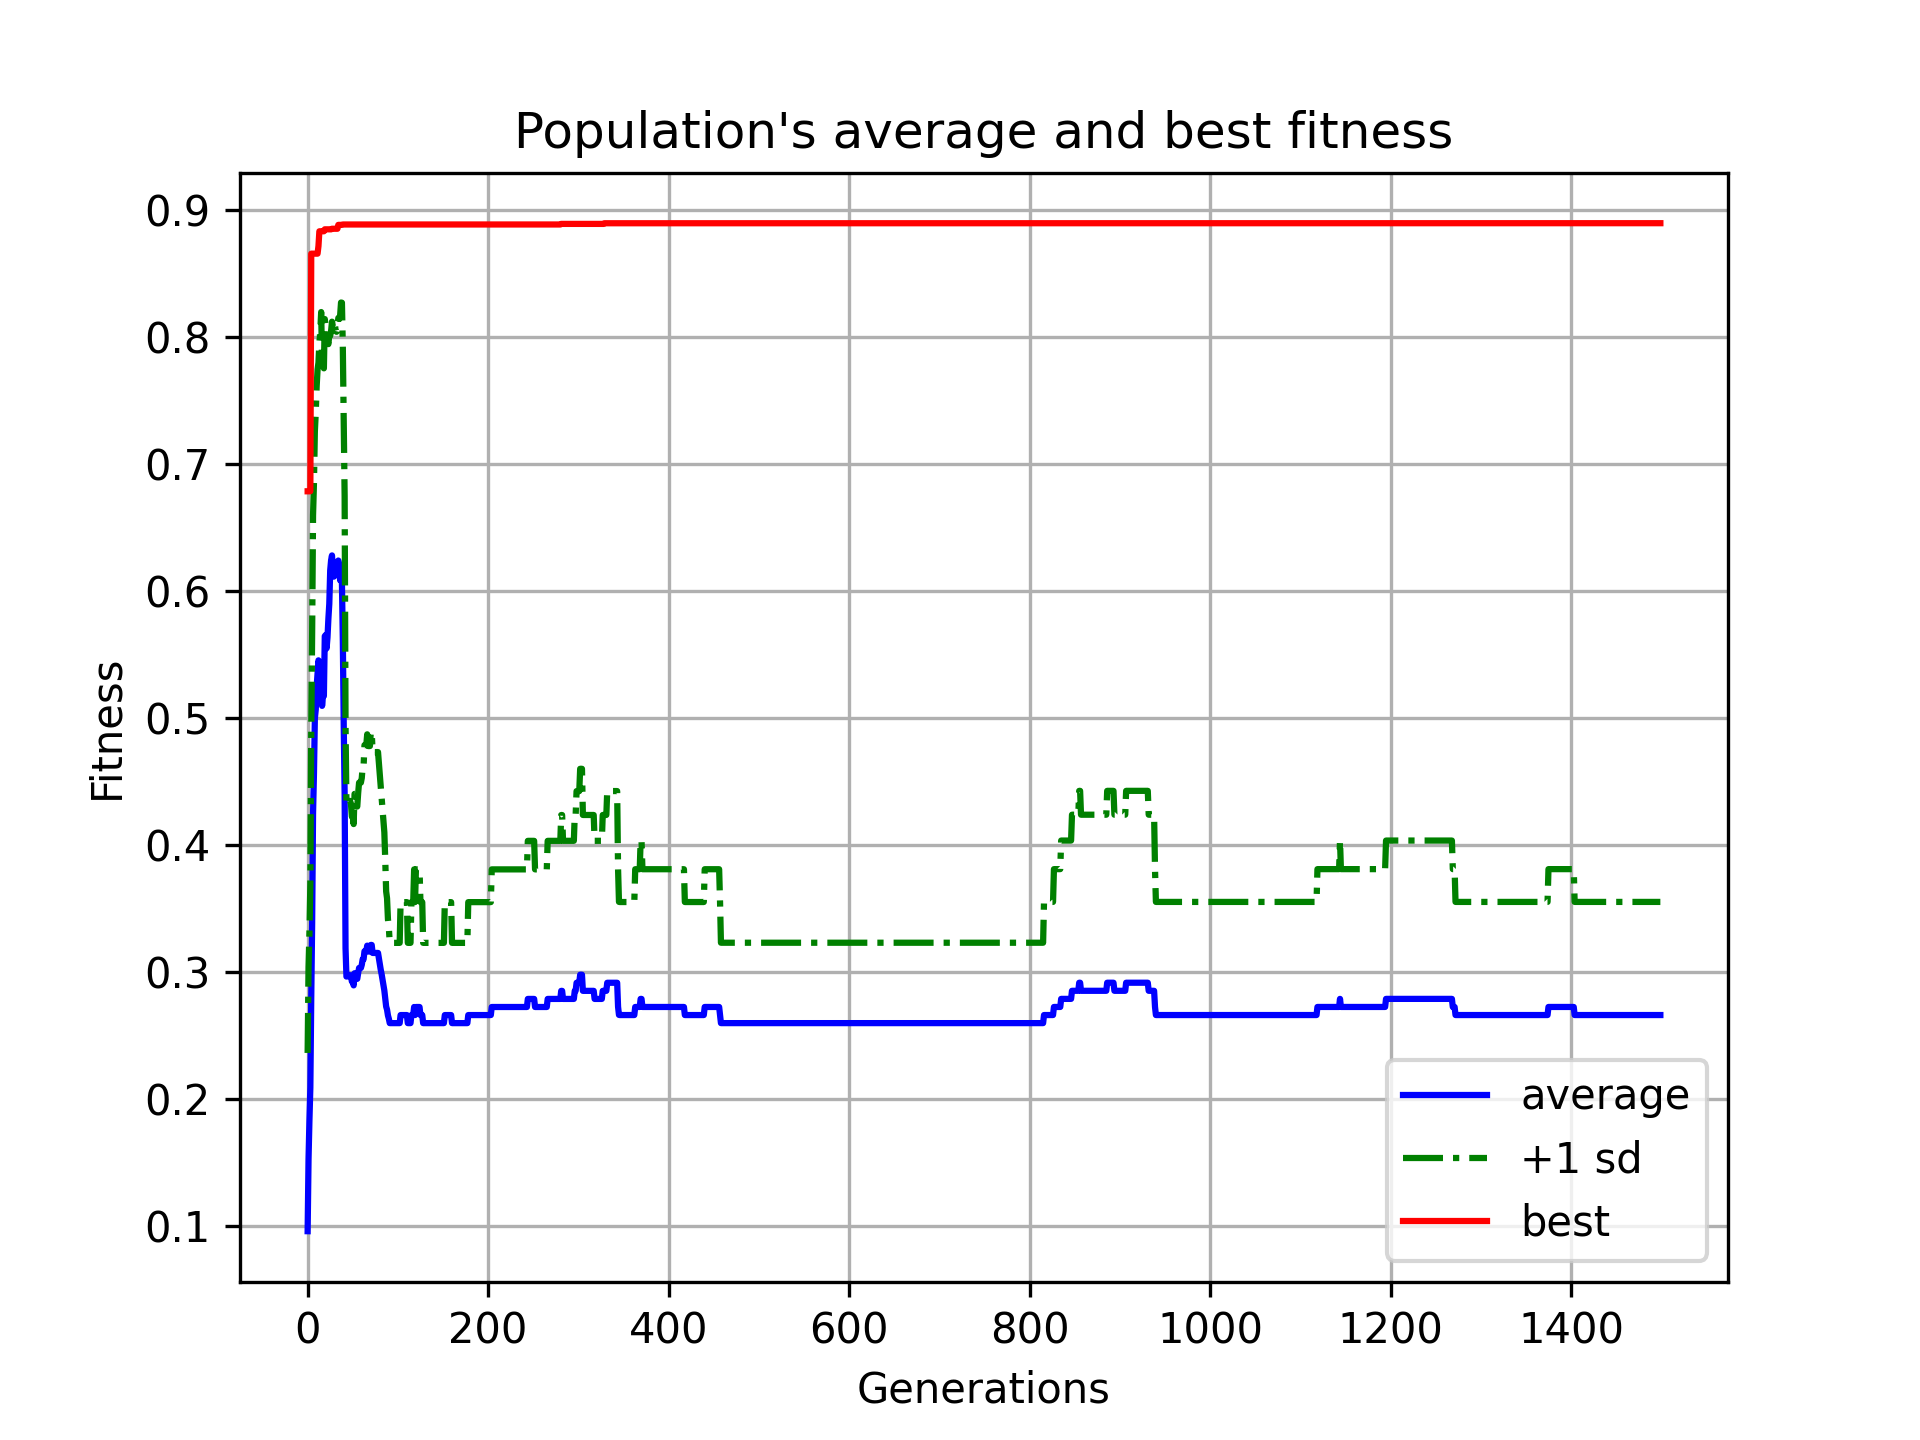 Population's average and best fitness
0.9
0.8
0.7
0.6
0.5
0.4
0.3
0.2
0.1
Fitness
average
+1 sd
best
0 200 400 600 800 1000 1200 1400
Generations